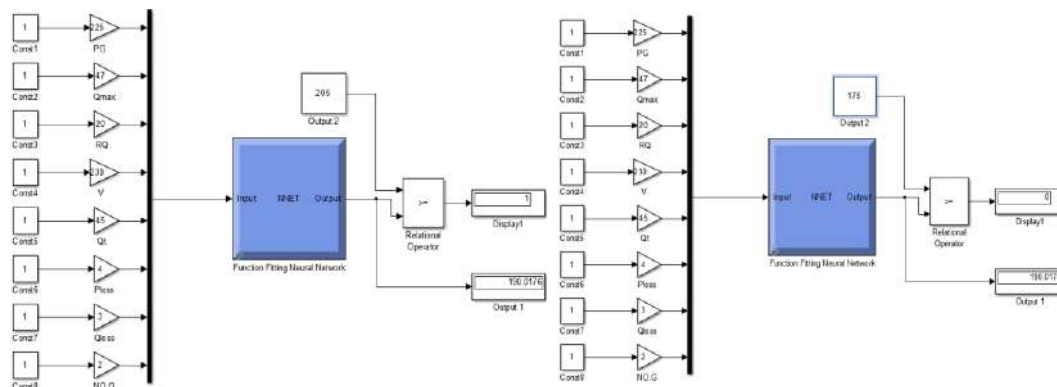 1
225
Const1
PG
1
47
Const2
Qmax
1
20
Const3
RQ
1
230
Const4
V
1
45
Const5
Qt
1
4
Const6
Ploss
1
3
Const7
Qloss
1
2
NO.G
205
Output 2
Input NNET Output
Function Fitting Neural Network
>=
Relational
Operator
1
Display1
190.0176
Output 1
1
225
Const1
PG
1
47
Const2
Qmax
1
20
Const3
RQ
1
230
Const4
V
1
45
Const5
Qt
1
4
Const6
Ploss
1
3
Const7
Qloss
1
2
NO.G
175
Output 2
Input NNET Output
Function Fitting Neural Network
>=
Relational
Operator
0
Display1
190.017
Output 1